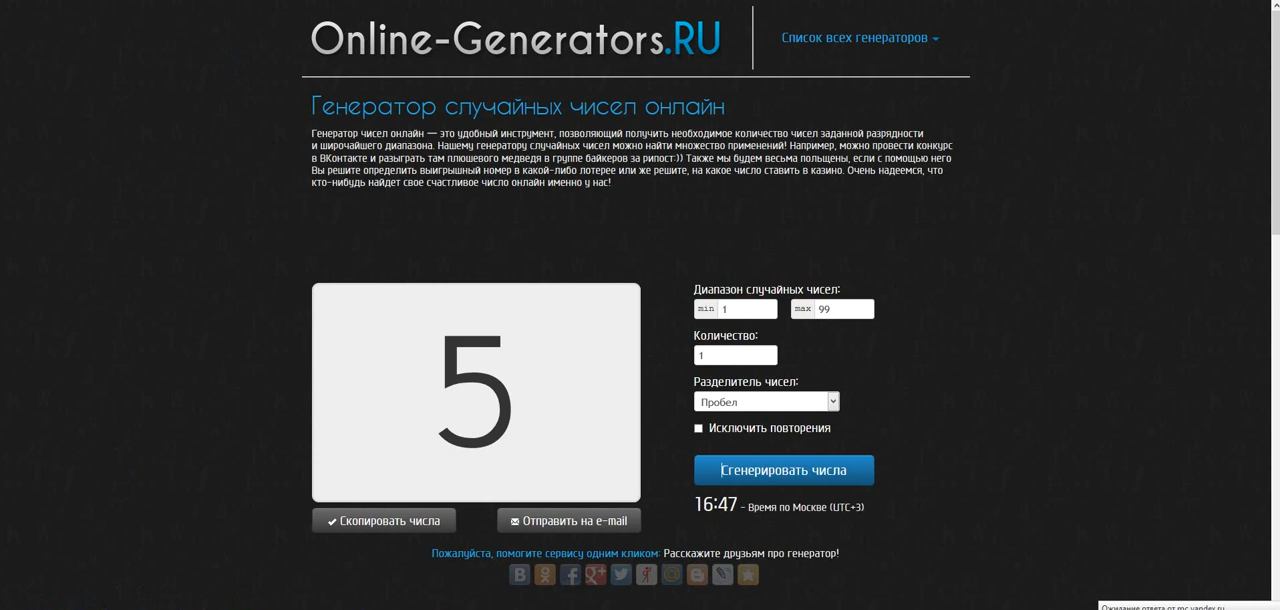 Online-Generators.RU
Список всех генераторов
Генератор случайных чисел онлайн
Генератор чисел онлайн — это удобный инструмент, позволяющий получить необходимое количество чисел заданной разрядности
и широчайшего диапазона. Нашему генератору случайных чисел можно найти множество применений! Например, можно провести конкурс
в ВКонтакте и разыграть там плюшевого медведя в группе байкеров за рипост:)) Также мы будем весьма польщены, если с помощью него
Вы решите определить выигрышный номер в какой-либо лотерее или же решите, на какое число ставить в казино. Очень надеемся, что
кто-нибудь найдет свое счастливое число онлайн именно у нас!
5
Диапазон случайных чисел:
min 1 max 99
Количество:
1
Разделитель чисел:
Пробел
Исключить повторения
Сгенерировать числа
16:47 - Время по Москве (UTC+3)
Скопировать числа
Отправить на e-mail
Пожалуйста, помогите сервису одним кликом: Расскажите друзьям про генератор!
Ожидание ответа от mc.yandex.ru